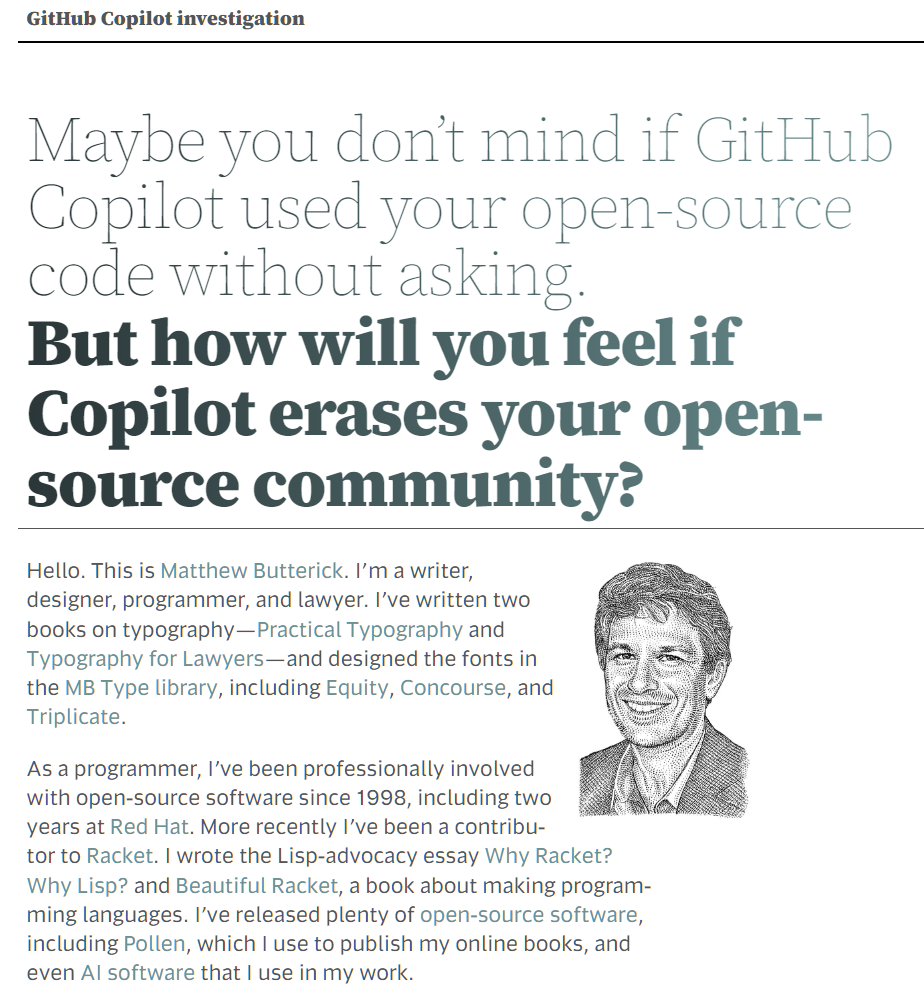 GitHub Copilot investigation
Maybe you don’t mind if GitHub
Copilot used your open-source
code without asking.
But how will you feel if
Copilot erases your open-
source community?
Hello. This is Matthew Butterick. I’m a writer,
designer, programmer, and lawyer. I’ve written two
books on typography—Practical Typography and
Typography for Lawyers—and designed the fonts in
the MB Type library, including Equity, Concourse, and
Triplicate.
As a programmer, I’ve been professionally involved
with open-source software since 1998, including two
years at Red Hat. More recently I’ve been a contribu-
tor to Racket. I wrote the Lisp-advocacy essay Why Racket?
Why Lisp? and Beautiful Racket, a book about making program-
ming languages. I’ve released plenty of open-source software,
including Pollen, which I use to publish my online books, and
even AI software that I use in my work.